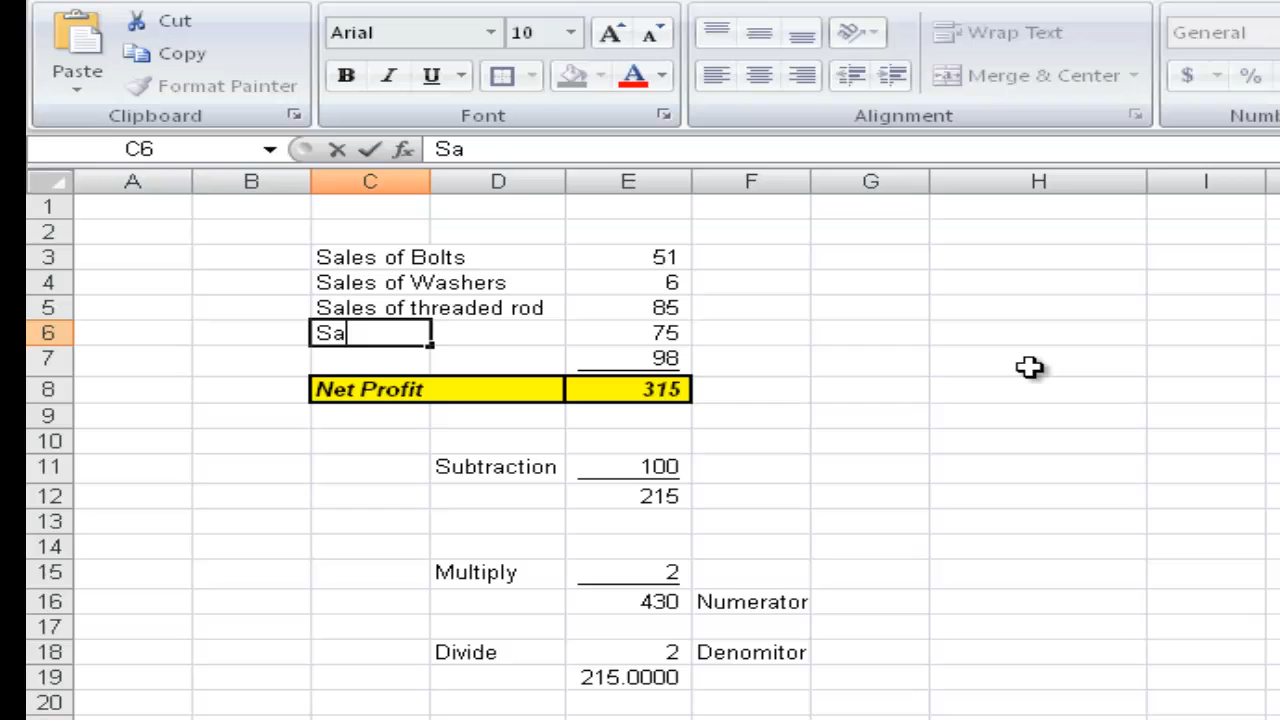 Cut
Copy
Paste
Format Painter
Clipboard
Arial 10 A A
B I U A
Font
Wrap Text
Merge & Center
Alignment
General
$ %
Numb
C6 fx Sa
A B C D E F G H I
1
2
3 Sales of Bolts 51
4 Sales of Washers 6
5 Sales of threaded rod 85
6 Sa 75
7 98
8 Net Profit 315
9
10
11 Subtraction 100
12 215
13
14
15 Multiply 2
16 430 Numerator
17
18 Divide 2 Denomitor
19 215.0000
20